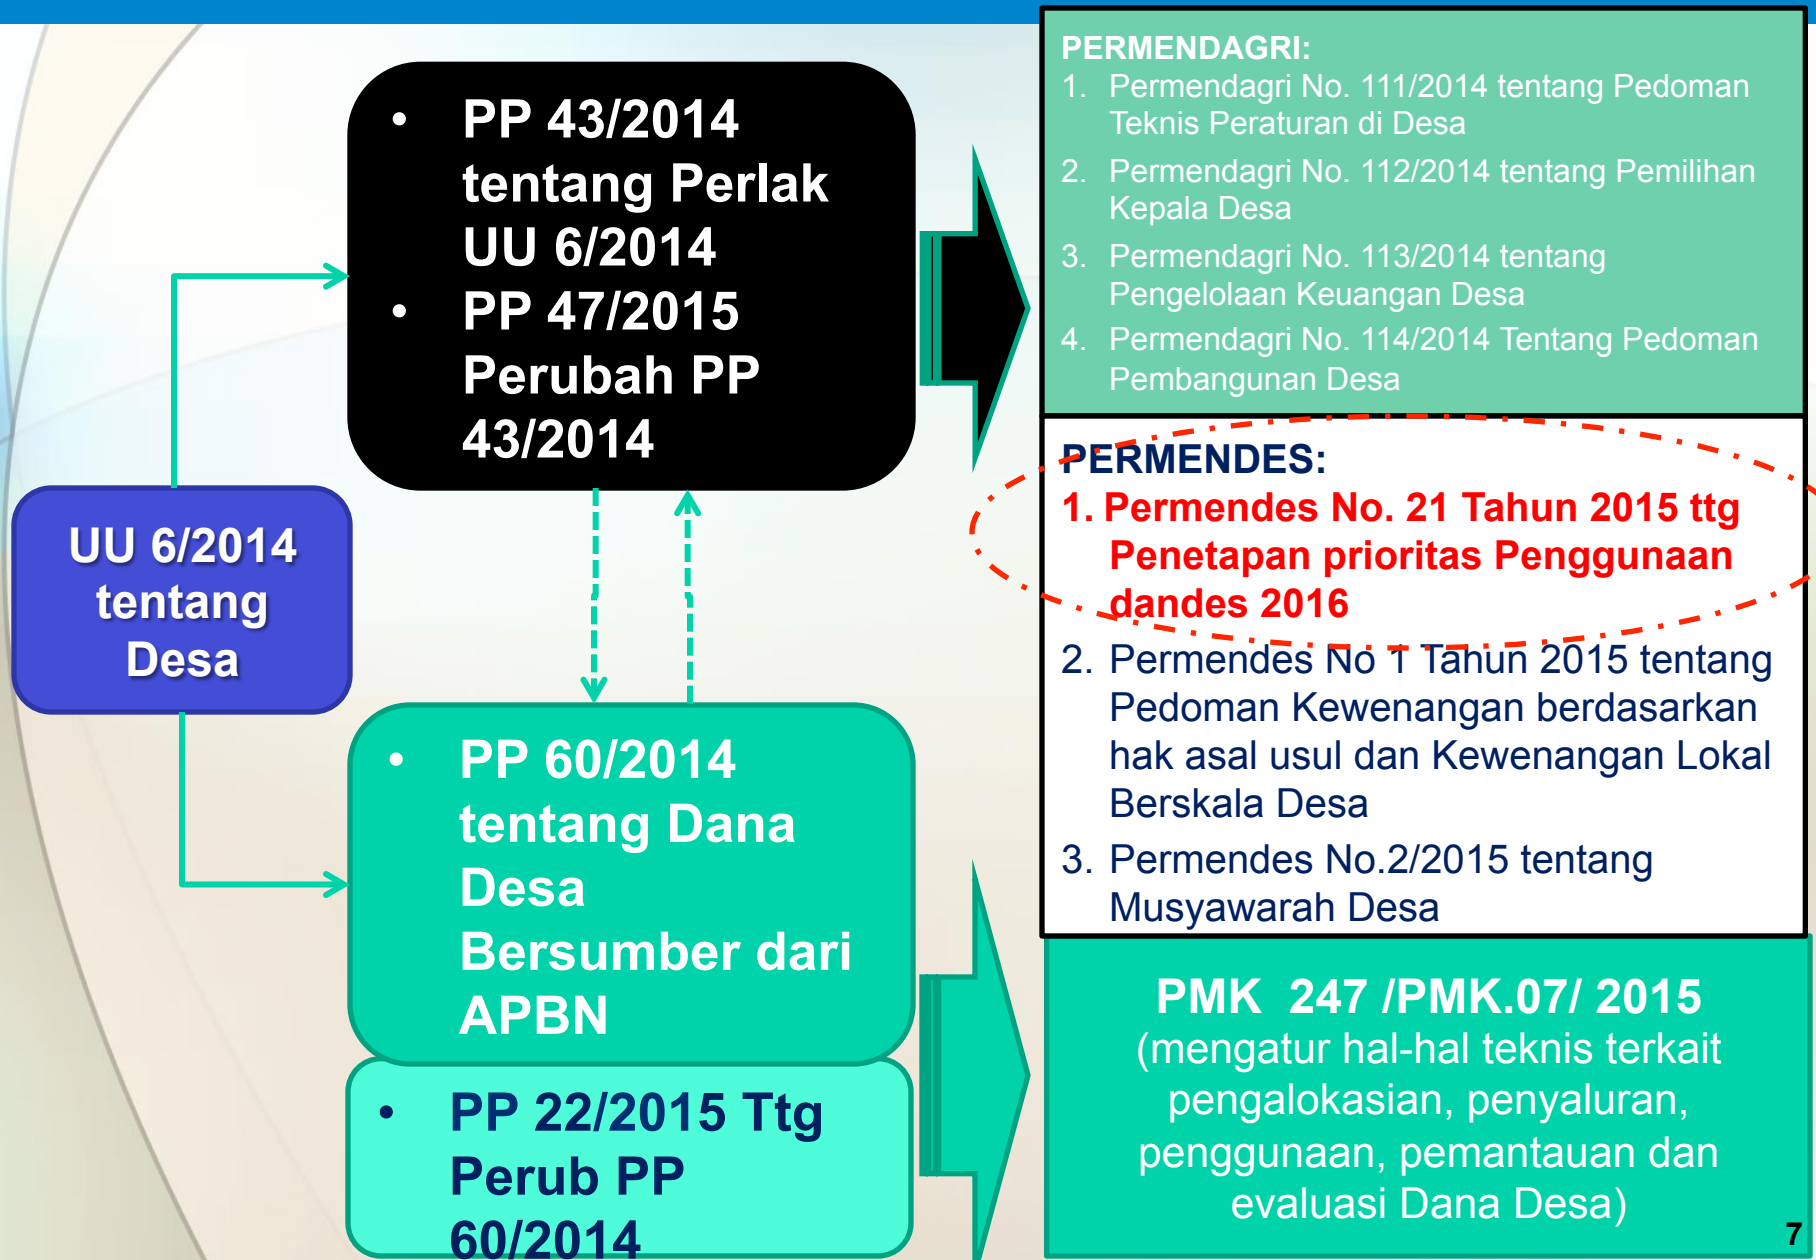 UU 6/2014
tentang
Desa
• PP 43/2014
tentang Perlak
UU 6/2014
• PP 47/2015
Perubah PP
43/2014
• PP 60/2014
tentang Dana
Desa
Bersumber dari
APBN
• PP 22/2015 Ttg
Perub PP
60/2014
PERMENDAGRI:
1. Permendagri No. 111/2014 tentang Pedoman
Teknis Peraturan di Desa
2. Permendagri No. 112/2014 tentang Pemilihan
Kepala Desa
3. Permendagri No. 113/2014 tentang
Pengelolaan Keuangan Desa
4. Permendagri No. 114/2014 Tentang Pedoman
Pembangunan Desa
PERMENDES:
1. Permendes No. 21 Tahun 2015 ttg
Penetapan prioritas Penggunaan
dandes 2016
2. Permendes No 1 Tahun 2015 tentang
Pedoman Kewenangan berdasarkan
hak asal usul dan Kewenangan Lokal
Berskala Desa
3. Permendes No.2/2015 tentang
Musyawarah Desa
PMK 247 /PMK.07/ 2015
(mengatur hal-hal teknis terkait
pengalokasian, penyaluran,
penggunaan, pemantauan dan
evaluasi Dana Desa)
7